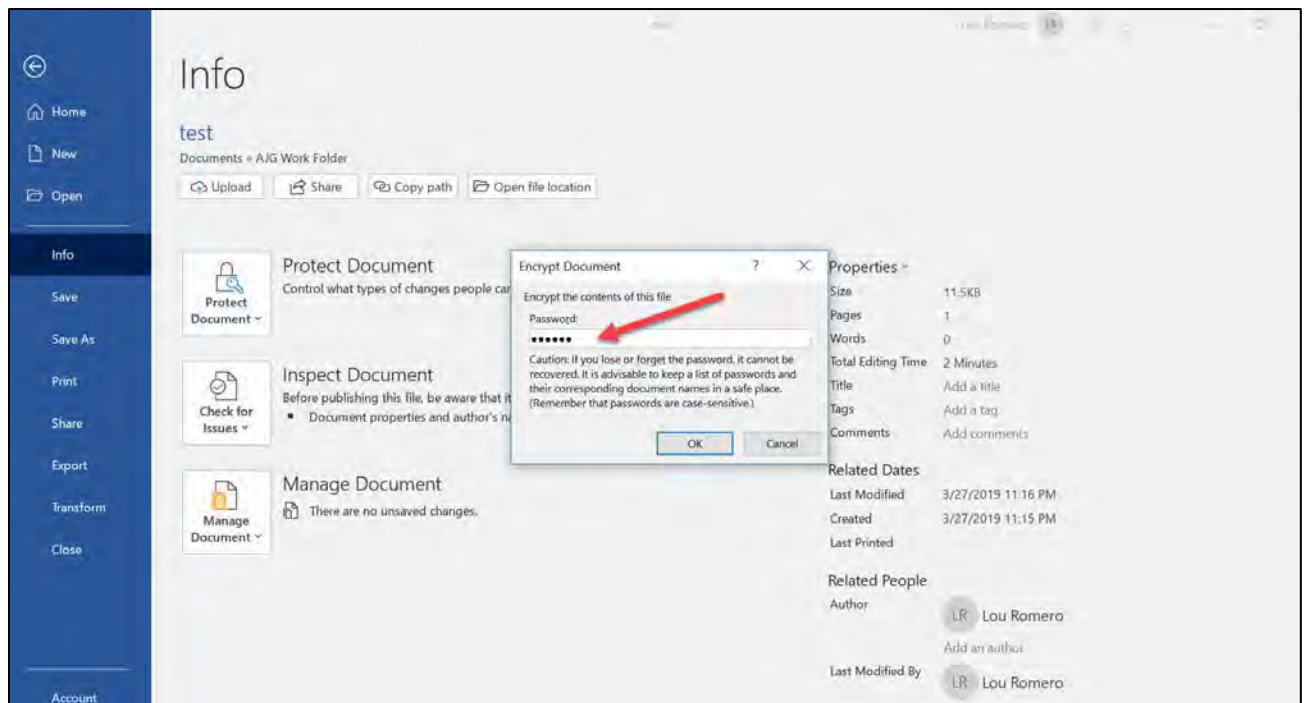 Info
Home
New
Open
Info
Save
Save As
Print
Share
Export
Transform
Close
Account
test
Documents » AJG Work Folder
Upload
Share
Copy path
Open file location
Protect Document
Protect Document
Control what types of changes people can
Check for Issues
Inspect Document
Before publishing this file, be aware that it
▪ Document properties and author's na
Manage Document
Manage Document
There are no unsaved changes.
Encrypt Document ? ×
Encrypt the contents of this file
Password:
••••••
Caution: If you lose or forget the password, it cannot be
recovered. It is advisable to keep a list of passwords and
their corresponding document names in a safe place.
(Remember that passwords are case-sensitive.)
OK Cancel
Properties
Size 11.5KB
Pages 1
Words 0
Total Editing Time 2 Minutes
Title Add a title
Tags Add a tag
Comments Add comments
Related Dates
Last Modified 3/27/2019 11:16 PM
Created 3/27/2019 11:15 PM
Last Printed
Related People
Author LR Lou Romero
Add an author
Last Modified By LR Lou Romero